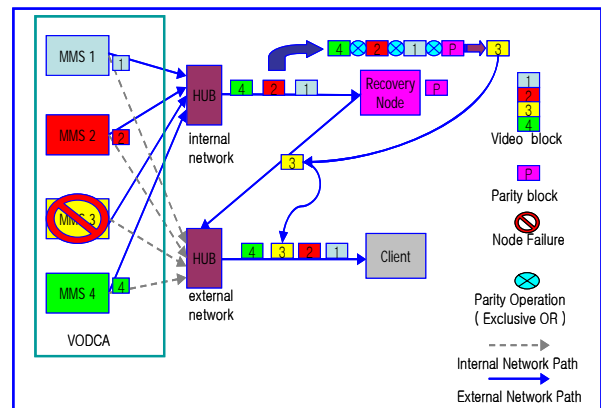 MMS 1
1
MMS 2
2
MMS 3
MMS 4
4
VODCA
HUB
internal
network
4 2 1
4 2 1 P 3
Recovery
Node
P
3
HUB
external
network
4 3 2 1
Client
1
2
3
4
Video block
P
Parity block
Node Failure
Parity Operation
( Exclusive OR )
Internal Network Path
External Network Path